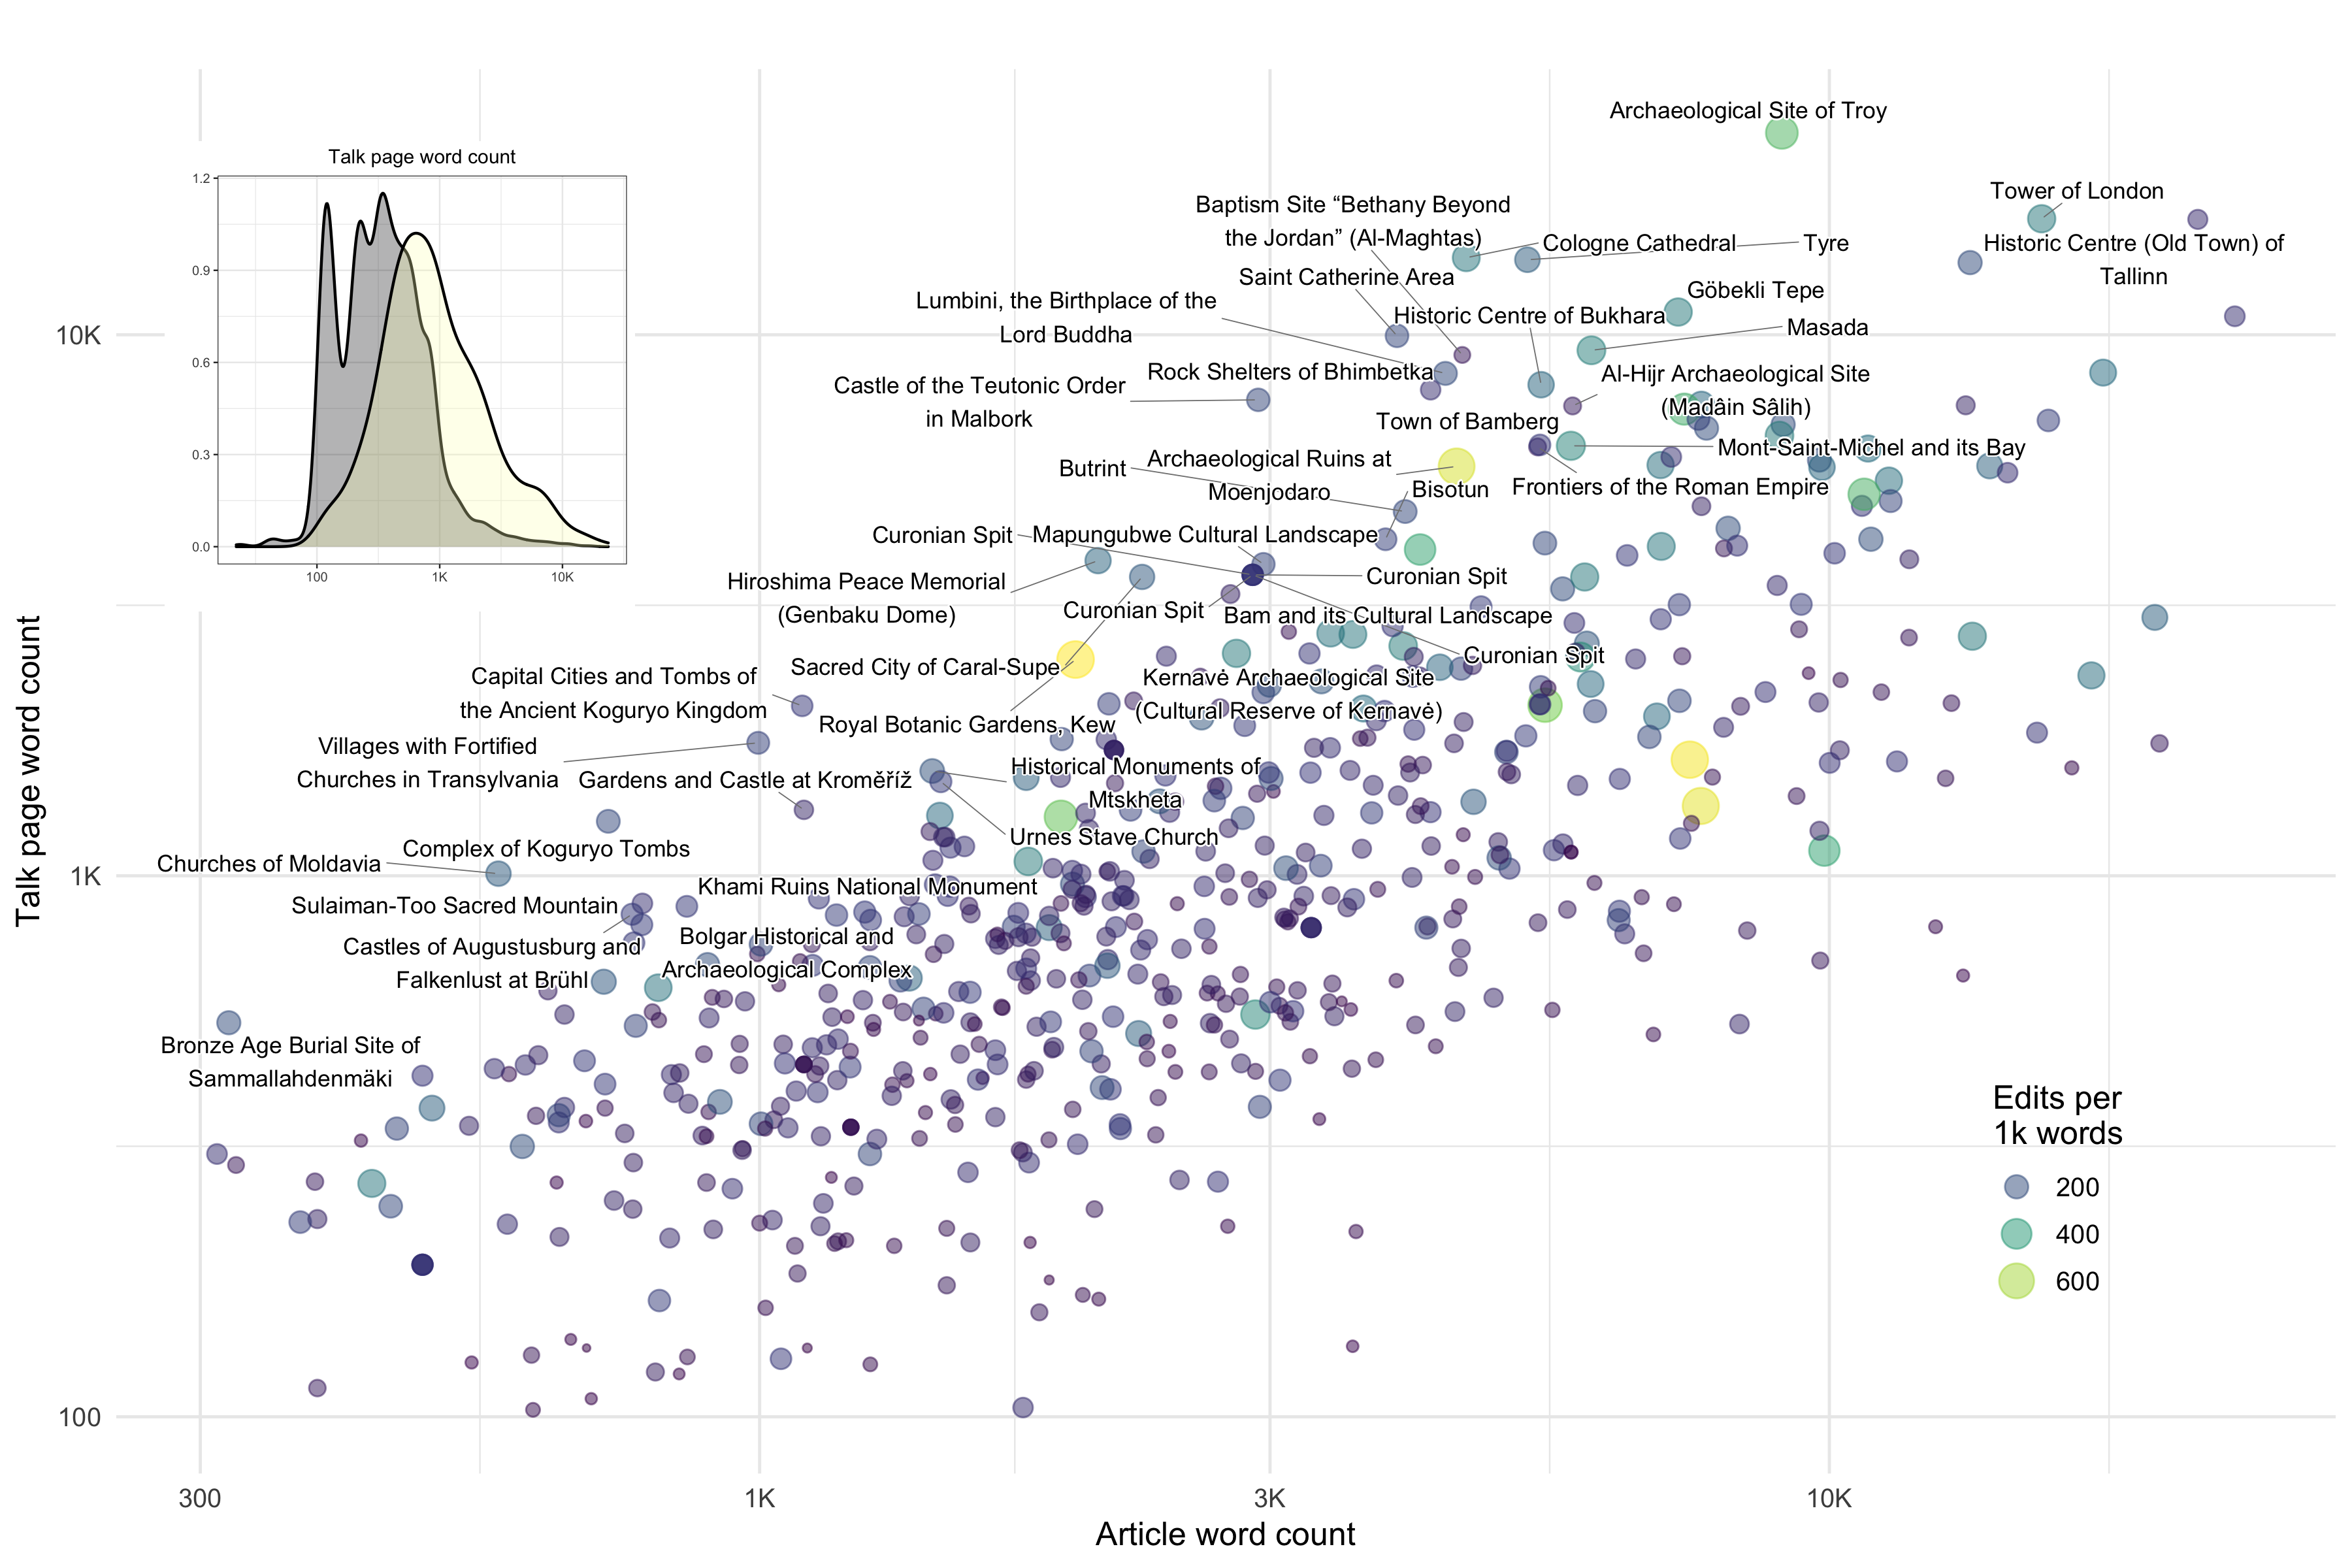 Archaeological Site of Troy
Talk page word count
1.2
0.9
0.6
0.3
0.0
100
1K
10K
Tower of London
Baptism Site “Bethany Beyond
the Jordan” (Al-Maghtas)
Cologne Cathedral
Tyre
Historic Centre (Old Town) of
Tallinn
Saint Catherine Area
Göbekli Tepe
Lumbini, the Birthplace of the
Lord Buddha
Historic Centre of Bukhara
Masada
Rock Shelters of Bhimbetka
Al-Hijr Archaeological Site
(Madâin Sâlih)
Castle of the Teutonic Order
in Malbork
Town of Bamberg
Mont-Saint-Michel and its Bay
Butrint
Archaeological Ruins at
Moenjodaro
Bisotun
Frontiers of the Roman Empire
Curonian Spit
Mapungubwe Cultural Landscape
Hiroshima Peace Memorial
(Genbaku Dome)
Curonian Spit
Curonian Spit
Bam and its Cultural Landscape
Curonian Spit
Sacred City of Caral-Supe
Capital Cities and Tombs of
the Ancient Koguryo Kingdom
Kernavė Archaeological Site
(Cultural Reserve of Kernavė)
Royal Botanic Gardens, Kew
Villages with Fortified
Churches in Transylvania
Gardens and Castle at Kroměříž
Historical Monuments of
Mtskheta
Urnes Stave Church
Complex of Koguryo Tombs
Churches of Moldavia
Khami Ruins National Monument
Sulaiman-Too Sacred Mountain
Castles of Augustusburg and
Falkenlust at Brühl
Bolgar Historical and
Archaeological Complex
Bronze Age Burial Site of
Sammallahdenmäki
10K
1K
100
Talk page word count
300
1K
3K
10K
Article word count
Edits per
1k words
200
400
600